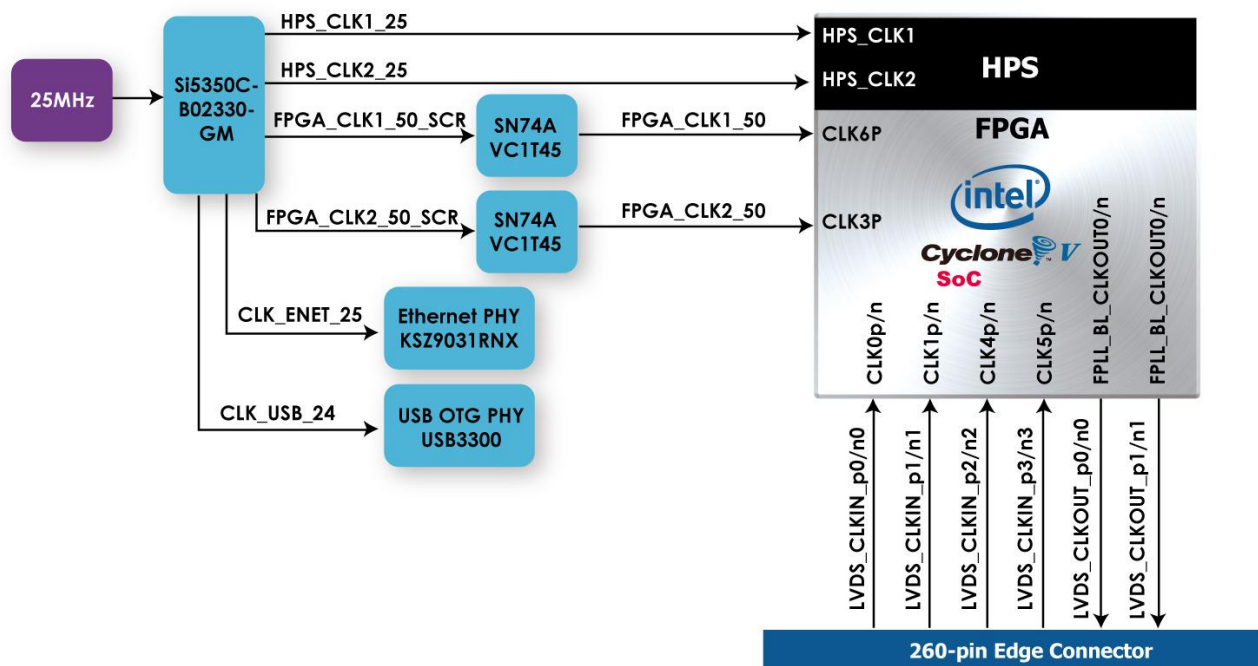 HPS_CLK1_25
HPS_CLK2_25
25MHz
Si5350C-
B02330-
GM
FPGA_CLK1_50_SCR
SN74A
VC1T45
FPGA_CLK1_50
FPGA_CLK2_50_SCR
SN74A
VC1T45
FPGA_CLK2_50
CLK_ENET_25
Ethernet PHY
KSZ9031RNX
CLK_USB_24
USB OTG PHY
USB3300
HPS_CLK1
HPS_CLK2
HPS
FPGA
CLK6P
CLK3P
intel
Cyclone V
TM
SoC
CLK0p/n
CLK1p/n
CLK4p/n
CLK5p/n
FPLL_BL_CLKOUT0/n
FPLL_BL_CLKOUT0/n
LVDS_CLKIN_p0/n0
LVDS_CLKIN_p1/n1
LVDS_CLKIN_p2/n2
LVDS_CLKIN_p3/n3
LVDS_CLKOUT_p0/n0
LVDS_CLKOUT_p1/n1
260-pin Edge Connector